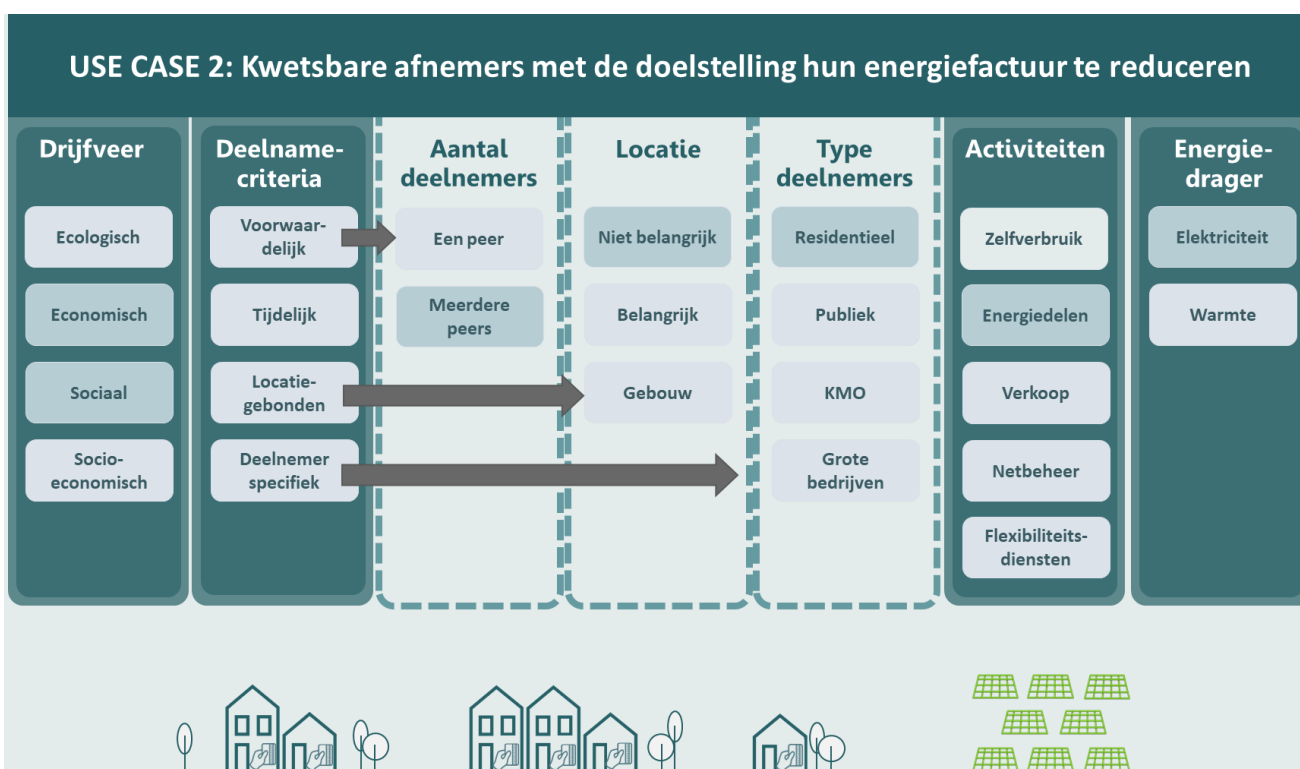 USE CASE 2: Kwetsbare afnemers met de doelstelling hun energiefactuur te reduceren
Drijfveer
Ecologisch
Economisch
Sociaal
Socio-
economisch
Deelname-
criteria
Voorwaar-
delijk
Tijdelijk
Locatie-
gebonden
Deelnemer
specifiek
Aantal
deelnemers
Een peer
Meerdere
peers
Locatie
Niet belangrijk
Belangrijk
Gebouw
Type
deelnemers
Residentieel
Publiek
KMO
Grote
bedrijven
Activiteiten
Zelfverbruik
Energiedelen
Verkoop
Netbeheer
Flexibiliteits-
diensten
Energie-
drager
Elektriciteit
Warmte